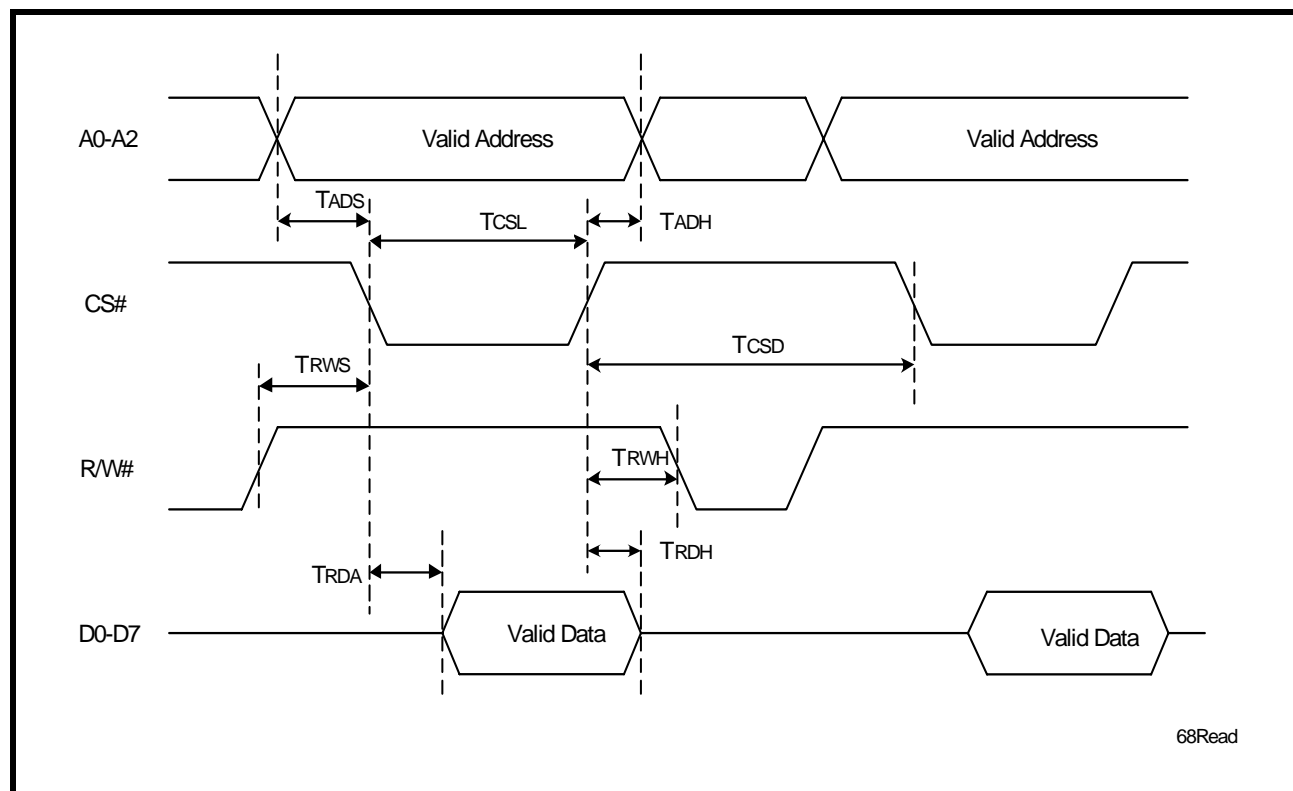 A0-A2
Valid Address
Valid Address
TADS
TCSL
TADH
CS#
TCSD
TRWS
R/W#
TRWH
TRDH
TRDA
D0-D7
Valid Data
Valid Data
68Read